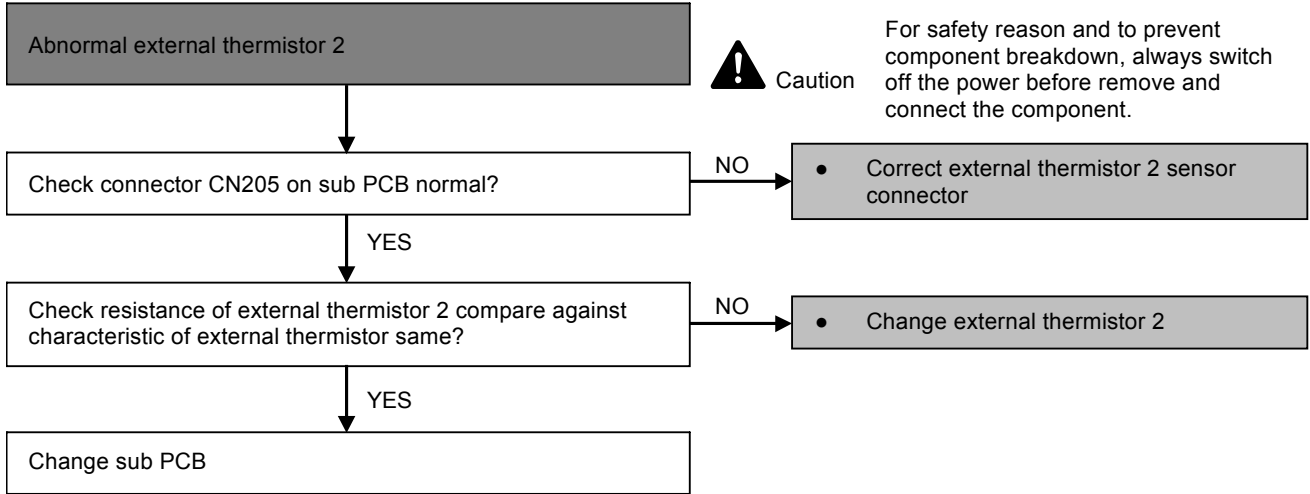 Abnormal external thermistor 2
Caution
For safety reason and to prevent
component breakdown, always switch
off the power before remove and
connect the component.
Check connector CN205 on sub PCB normal?
NO
● Correct external thermistor 2 sensor
connector
YES
Check resistance of external thermistor 2 compare against
characteristic of external thermistor same?
NO
● Change external thermistor 2
YES
Change sub PCB